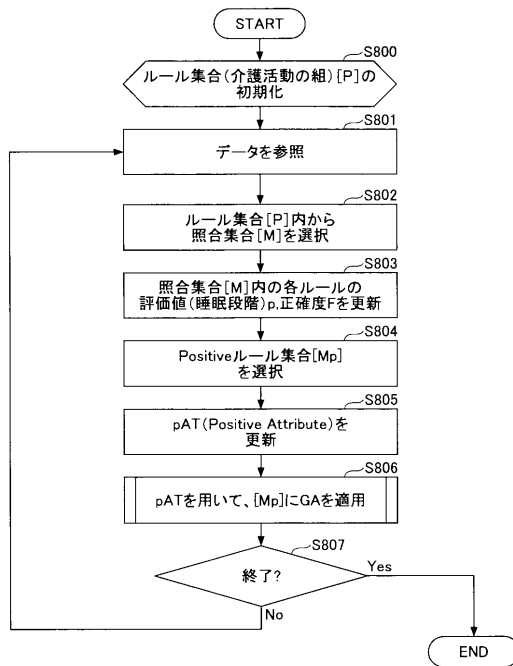 START
S800
ルール集合(介護活動の組)[P]の
初期化
S801
データを参照
S802
ルール集合[P]内から
照合集合[M]を選択
S803
照合集合[M]内の各ルールの
評価値(睡眠段階)p,正確度Fを更新
S804
Positiveルール集合[Mp]
を選択
S805
pAT(Positive Attribute)を
更新
S806
pATを用いて、[Mp]にGAを適用
S807
終了?
Yes
No
END